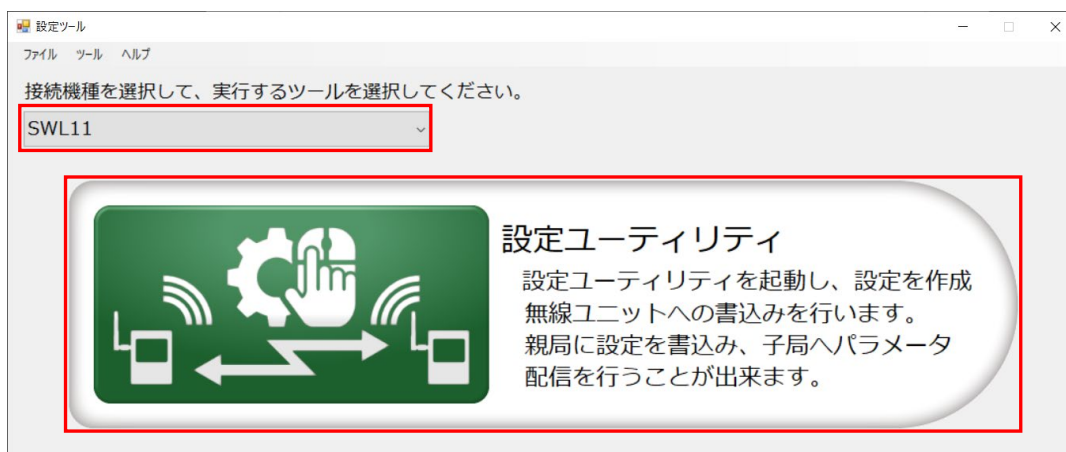 設定ツール
ファイル ツール ヘルプ
接続機種を選択して、実行するツールを選択してください。
SWL11
設定ユーティリティ
設定ユーティリティを起動し、設定を作成
無線ユニットへの書込みを行います。
親局に設定を書込み、子局へパラメータ
配信を行うことが出来ます。